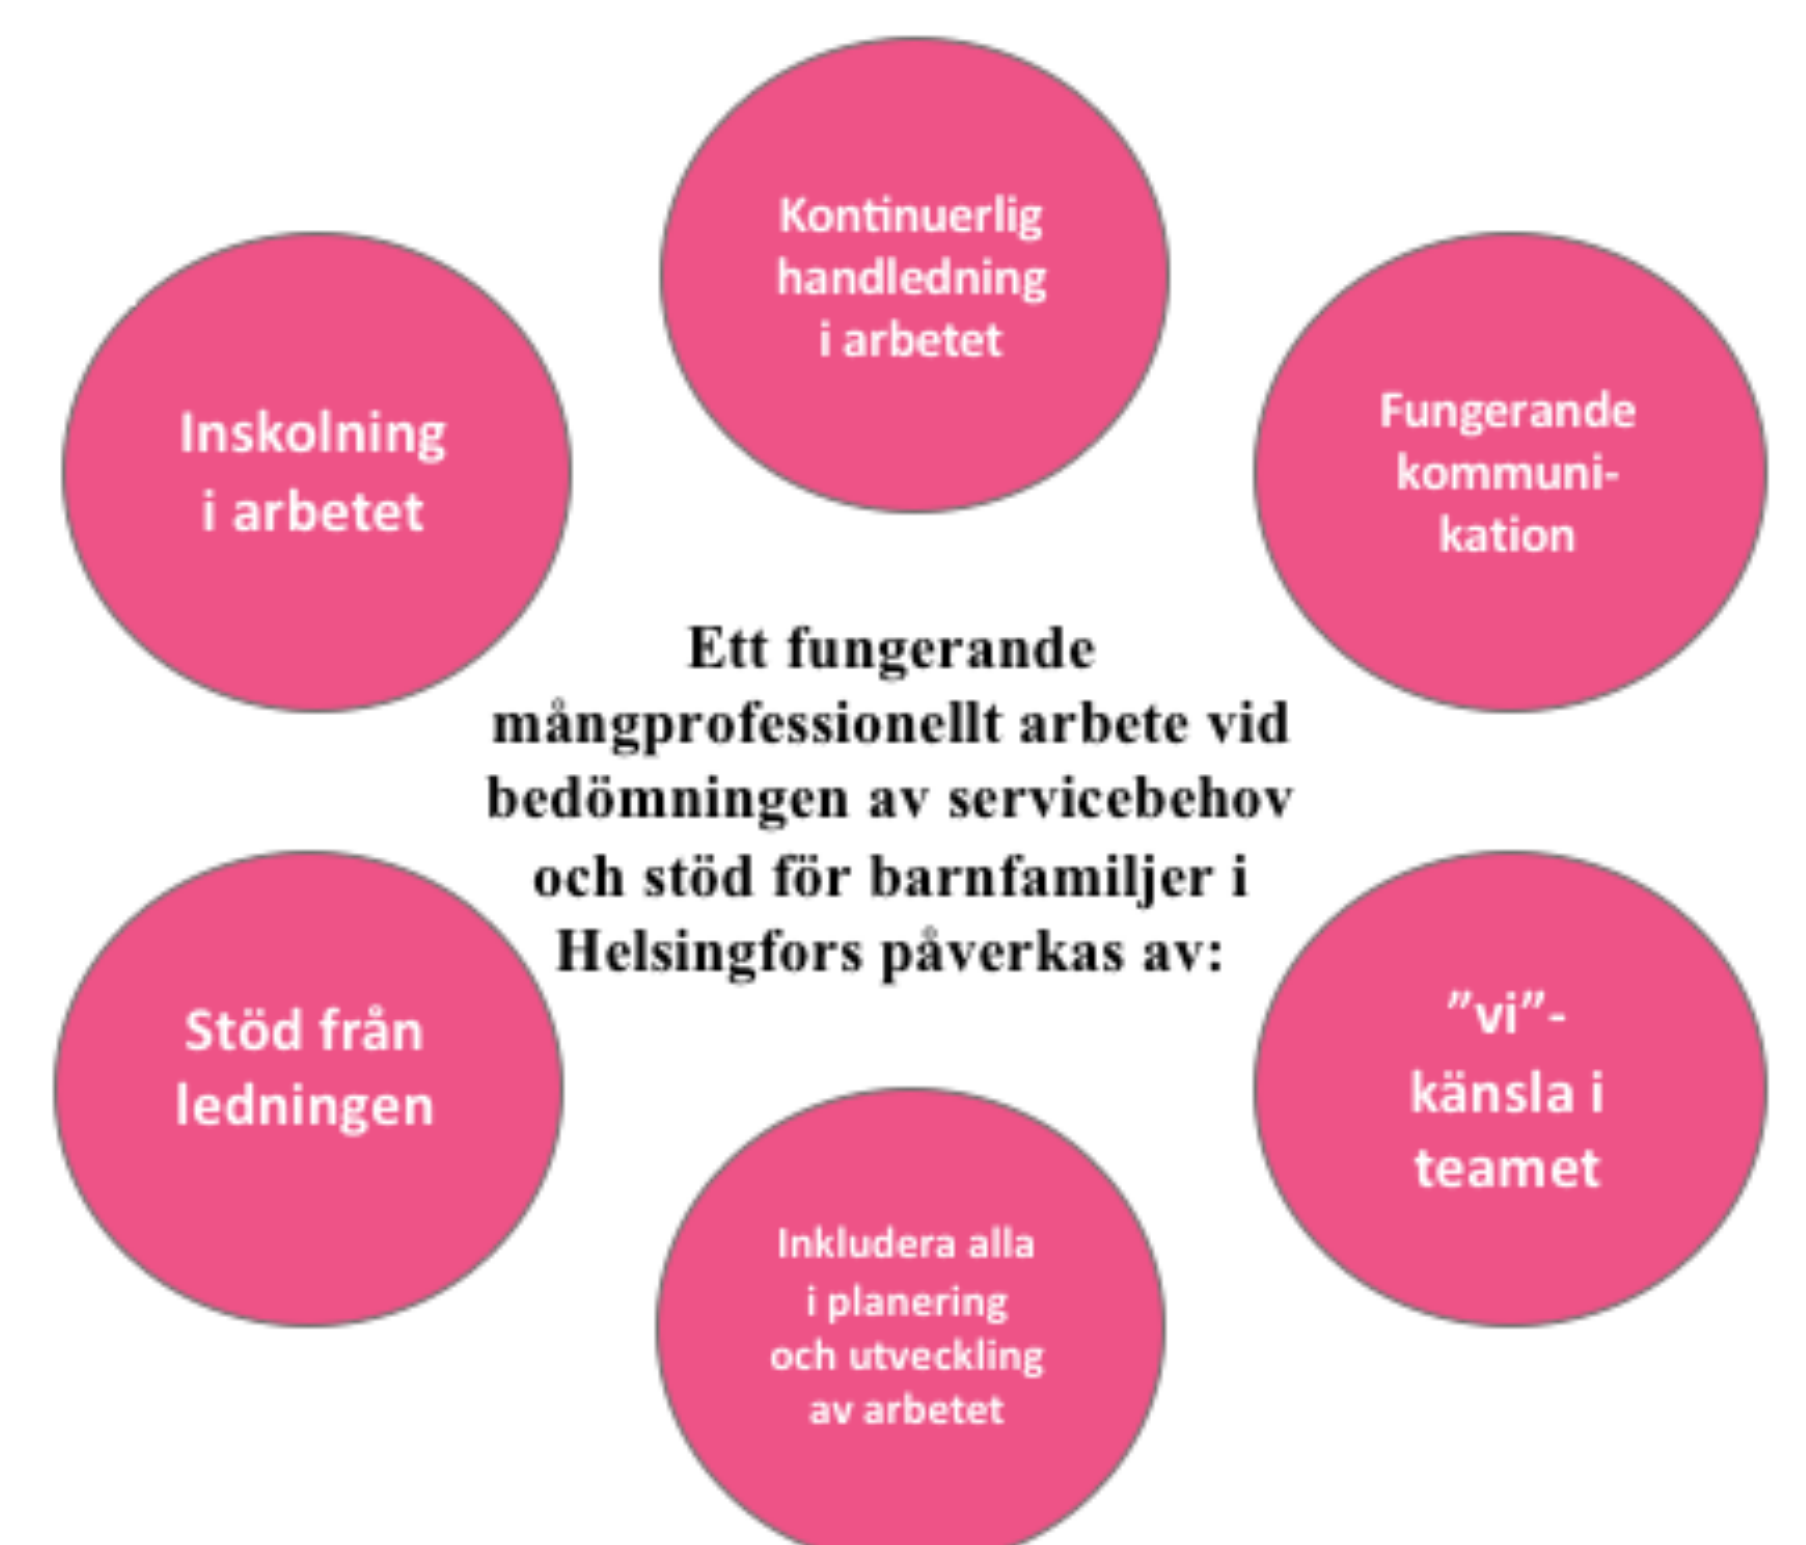 Kontinuerlig
handledning
i arbetet
Inskolning
i arbetet
Fungerande
kommuni-
kation
Ett fungerande
mångprofessionellt arbete vid
bedömningen av servicebehov
och stöd för barnfamiljer i
Helsingfors påverkas av:
Stöd från
ledningen
”vi”-
känsla i
teamet
Inkludera alla
i planering
och utveckling
av arbetet